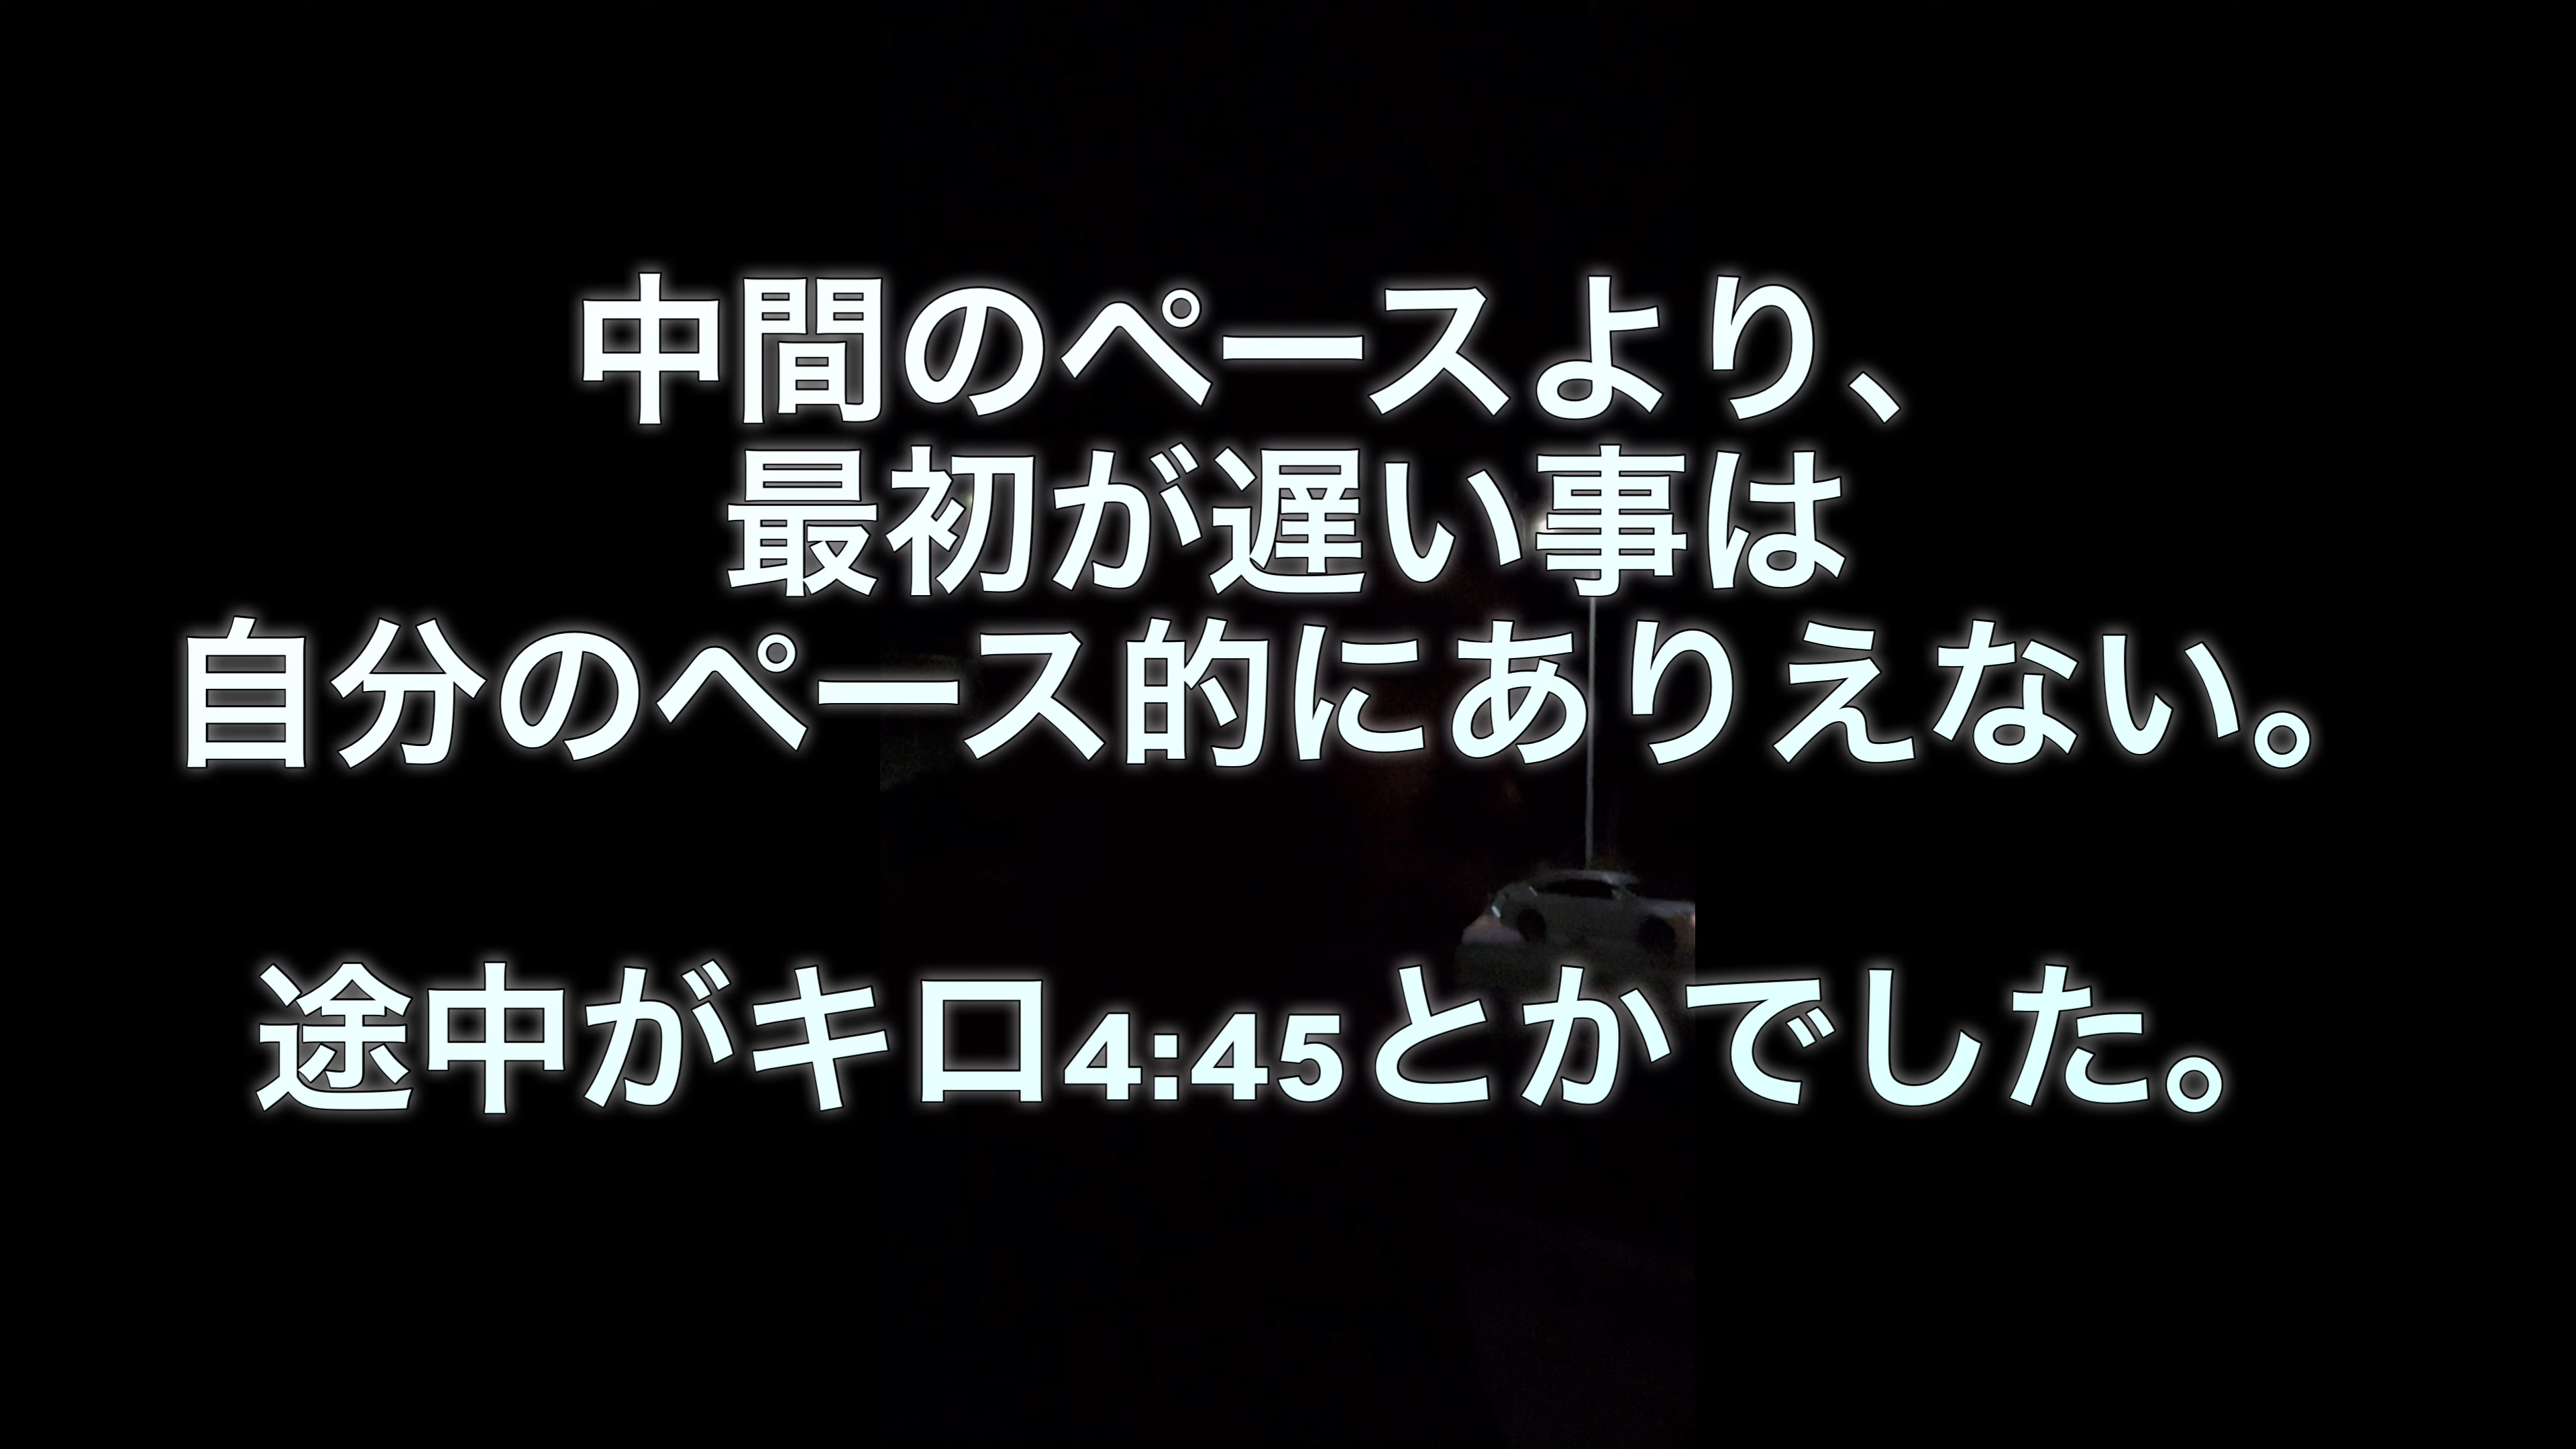 中間のペースより、
最初が遅い事は
自分のペース的にありえない。
途中がキロ4:45とかでした。